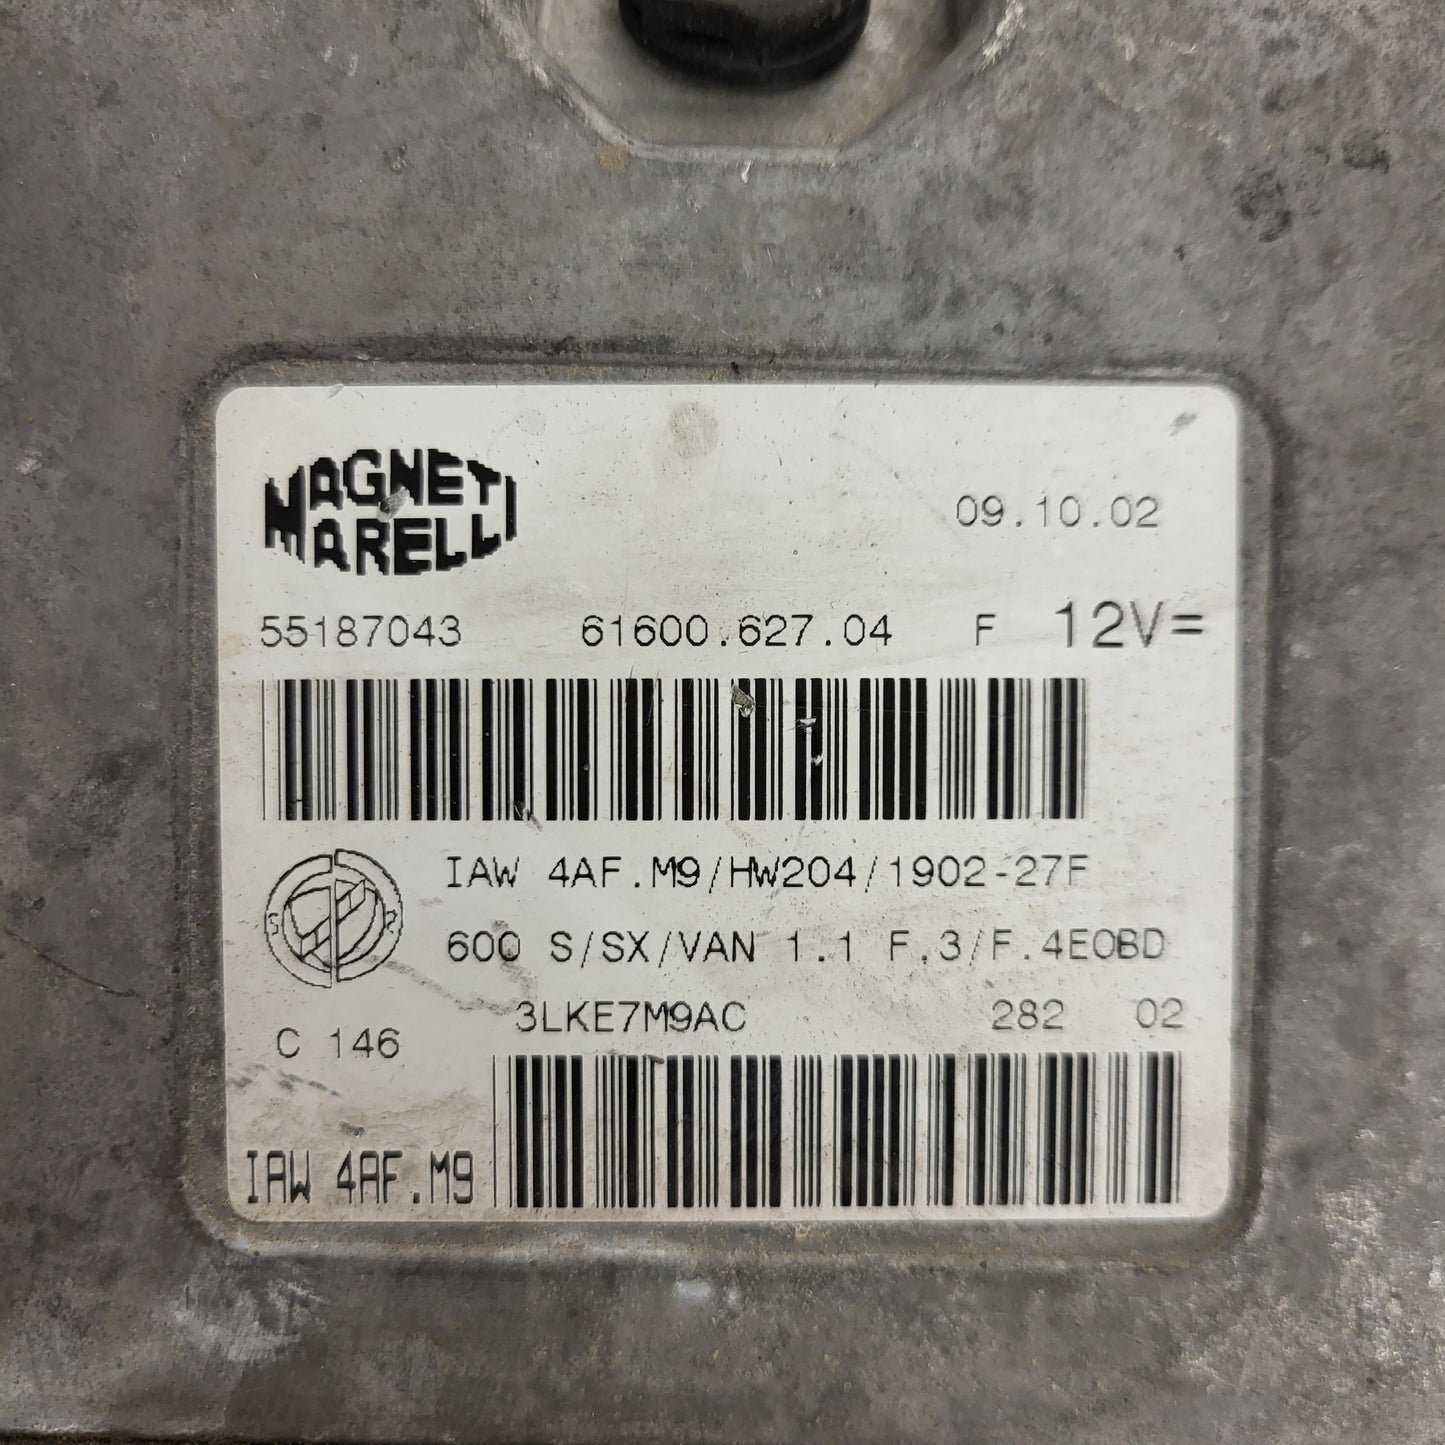 MAGNETI
MARELLI
09.10.02
55187043 61600.627.04 F 12V=
IAW 4AF.M9/HW204/1902-27F
S R
600 S/SX/VAN 1.1 F.3/F.4EOBD
3LKE7M9AC 282 02
C 146
IAW 4AF.M9